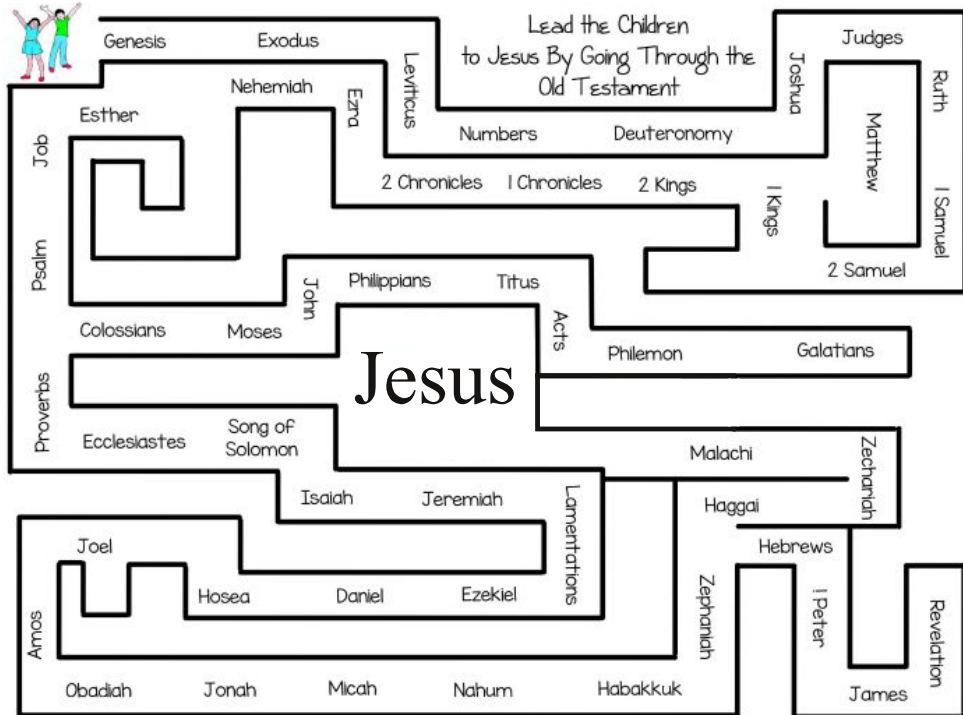 Lead the Children
to Jesus By Going Through the
Old Testament
Genesis
Exodus
Leviticus
Numbers
Deuteronomy
Joshua
Judges
Ruth
Matthew
1 Samuel
2 Samuel
1 Kings
2 Kings
1 Chronicles
2 Chronicles
Ezra
Nehemiah
Esther
Job
Psalm
Colossians
Moses
John
Philippians
Titus
Acts
Philemon
Galatians
Jesus
Proverbs
Ecclesiastes
Song of
Solomon
Isaiah
Jeremiah
Lamentations
Ezekiel
Daniel
Hosea
Joel
Amos
Obadiah
Jonah
Micah
Nahum
Habakkuk
Zephaniah
Haggai
Zechariah
Malachi
Hebrews
1 Peter
James
Revelation